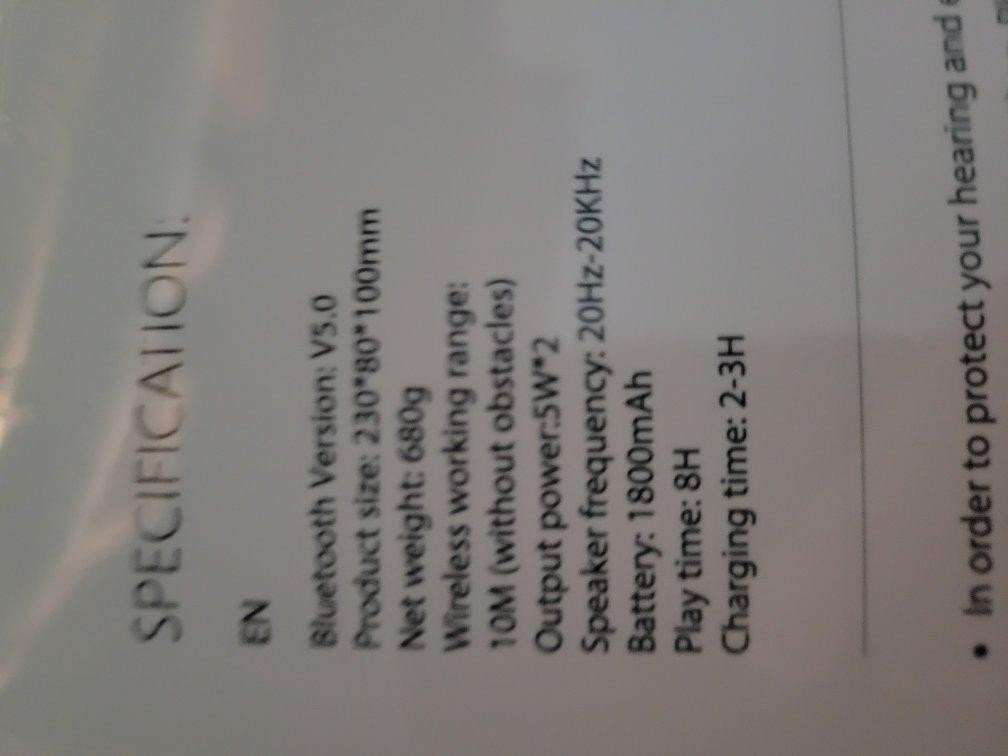 SPECIFICATION:
EN
Bluetooth Version: V5.0
Product size: 230*80*100mm
Net weight: 680g
Wireless working range:
10M (without obstacles)
Output power:5W*2
Speaker frequency: 20Hz-20KHz
Battery: 1800mAh
Play time: 8H
Charging time: 2-3H
• In order to protect your hearing and